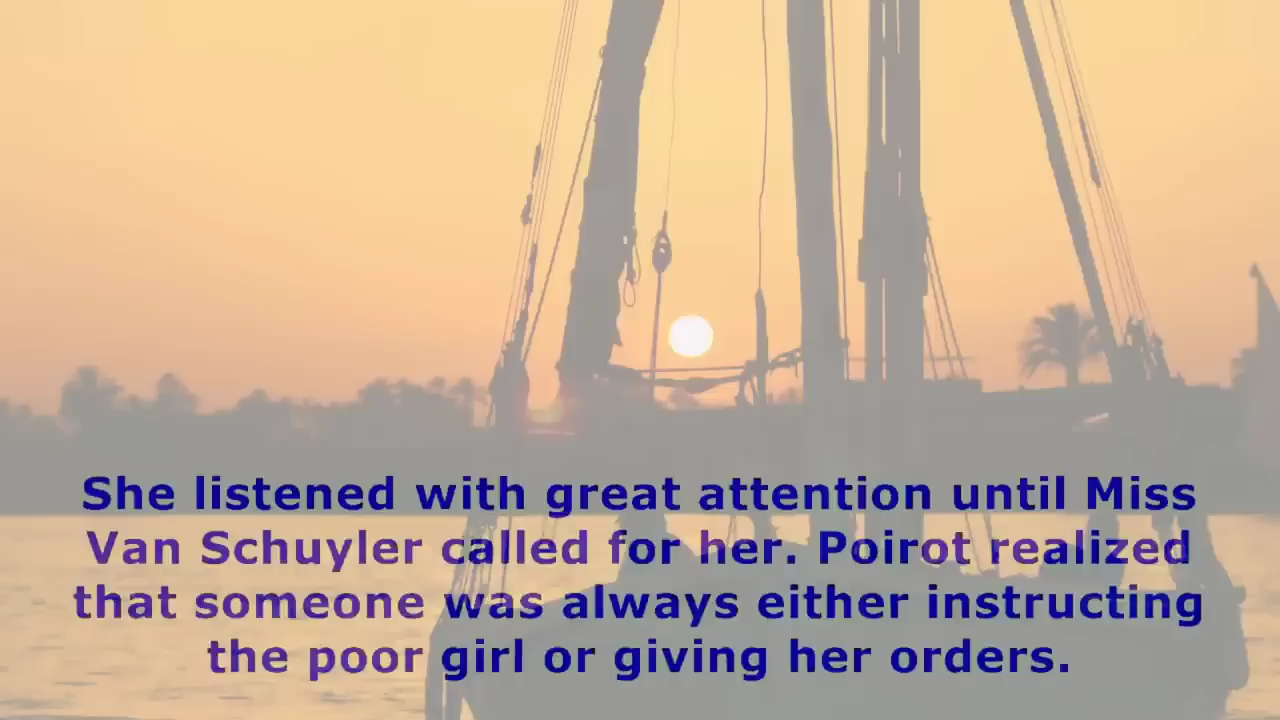 She listened with great attention until Miss
Van Schuyler called for her. Poirot realized
that someone was always either instructing
the poor girl or giving her orders.